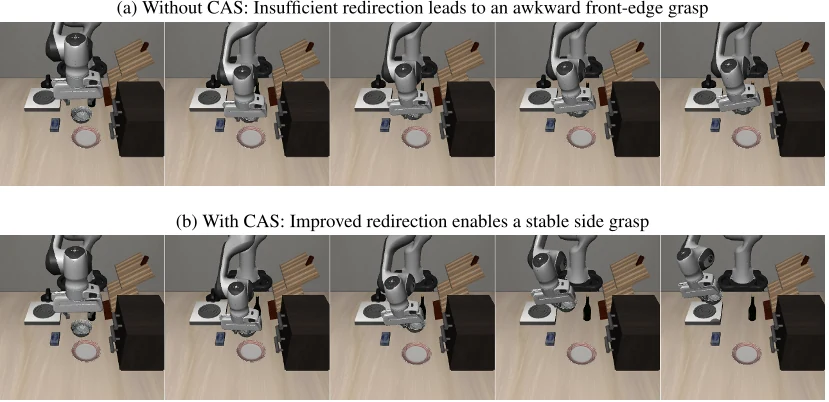 (a) Without CAS: Insufficient redirection leads to an awkward front-edge grasp
(b) With CAS: Improved redirection enables a stable side grasp